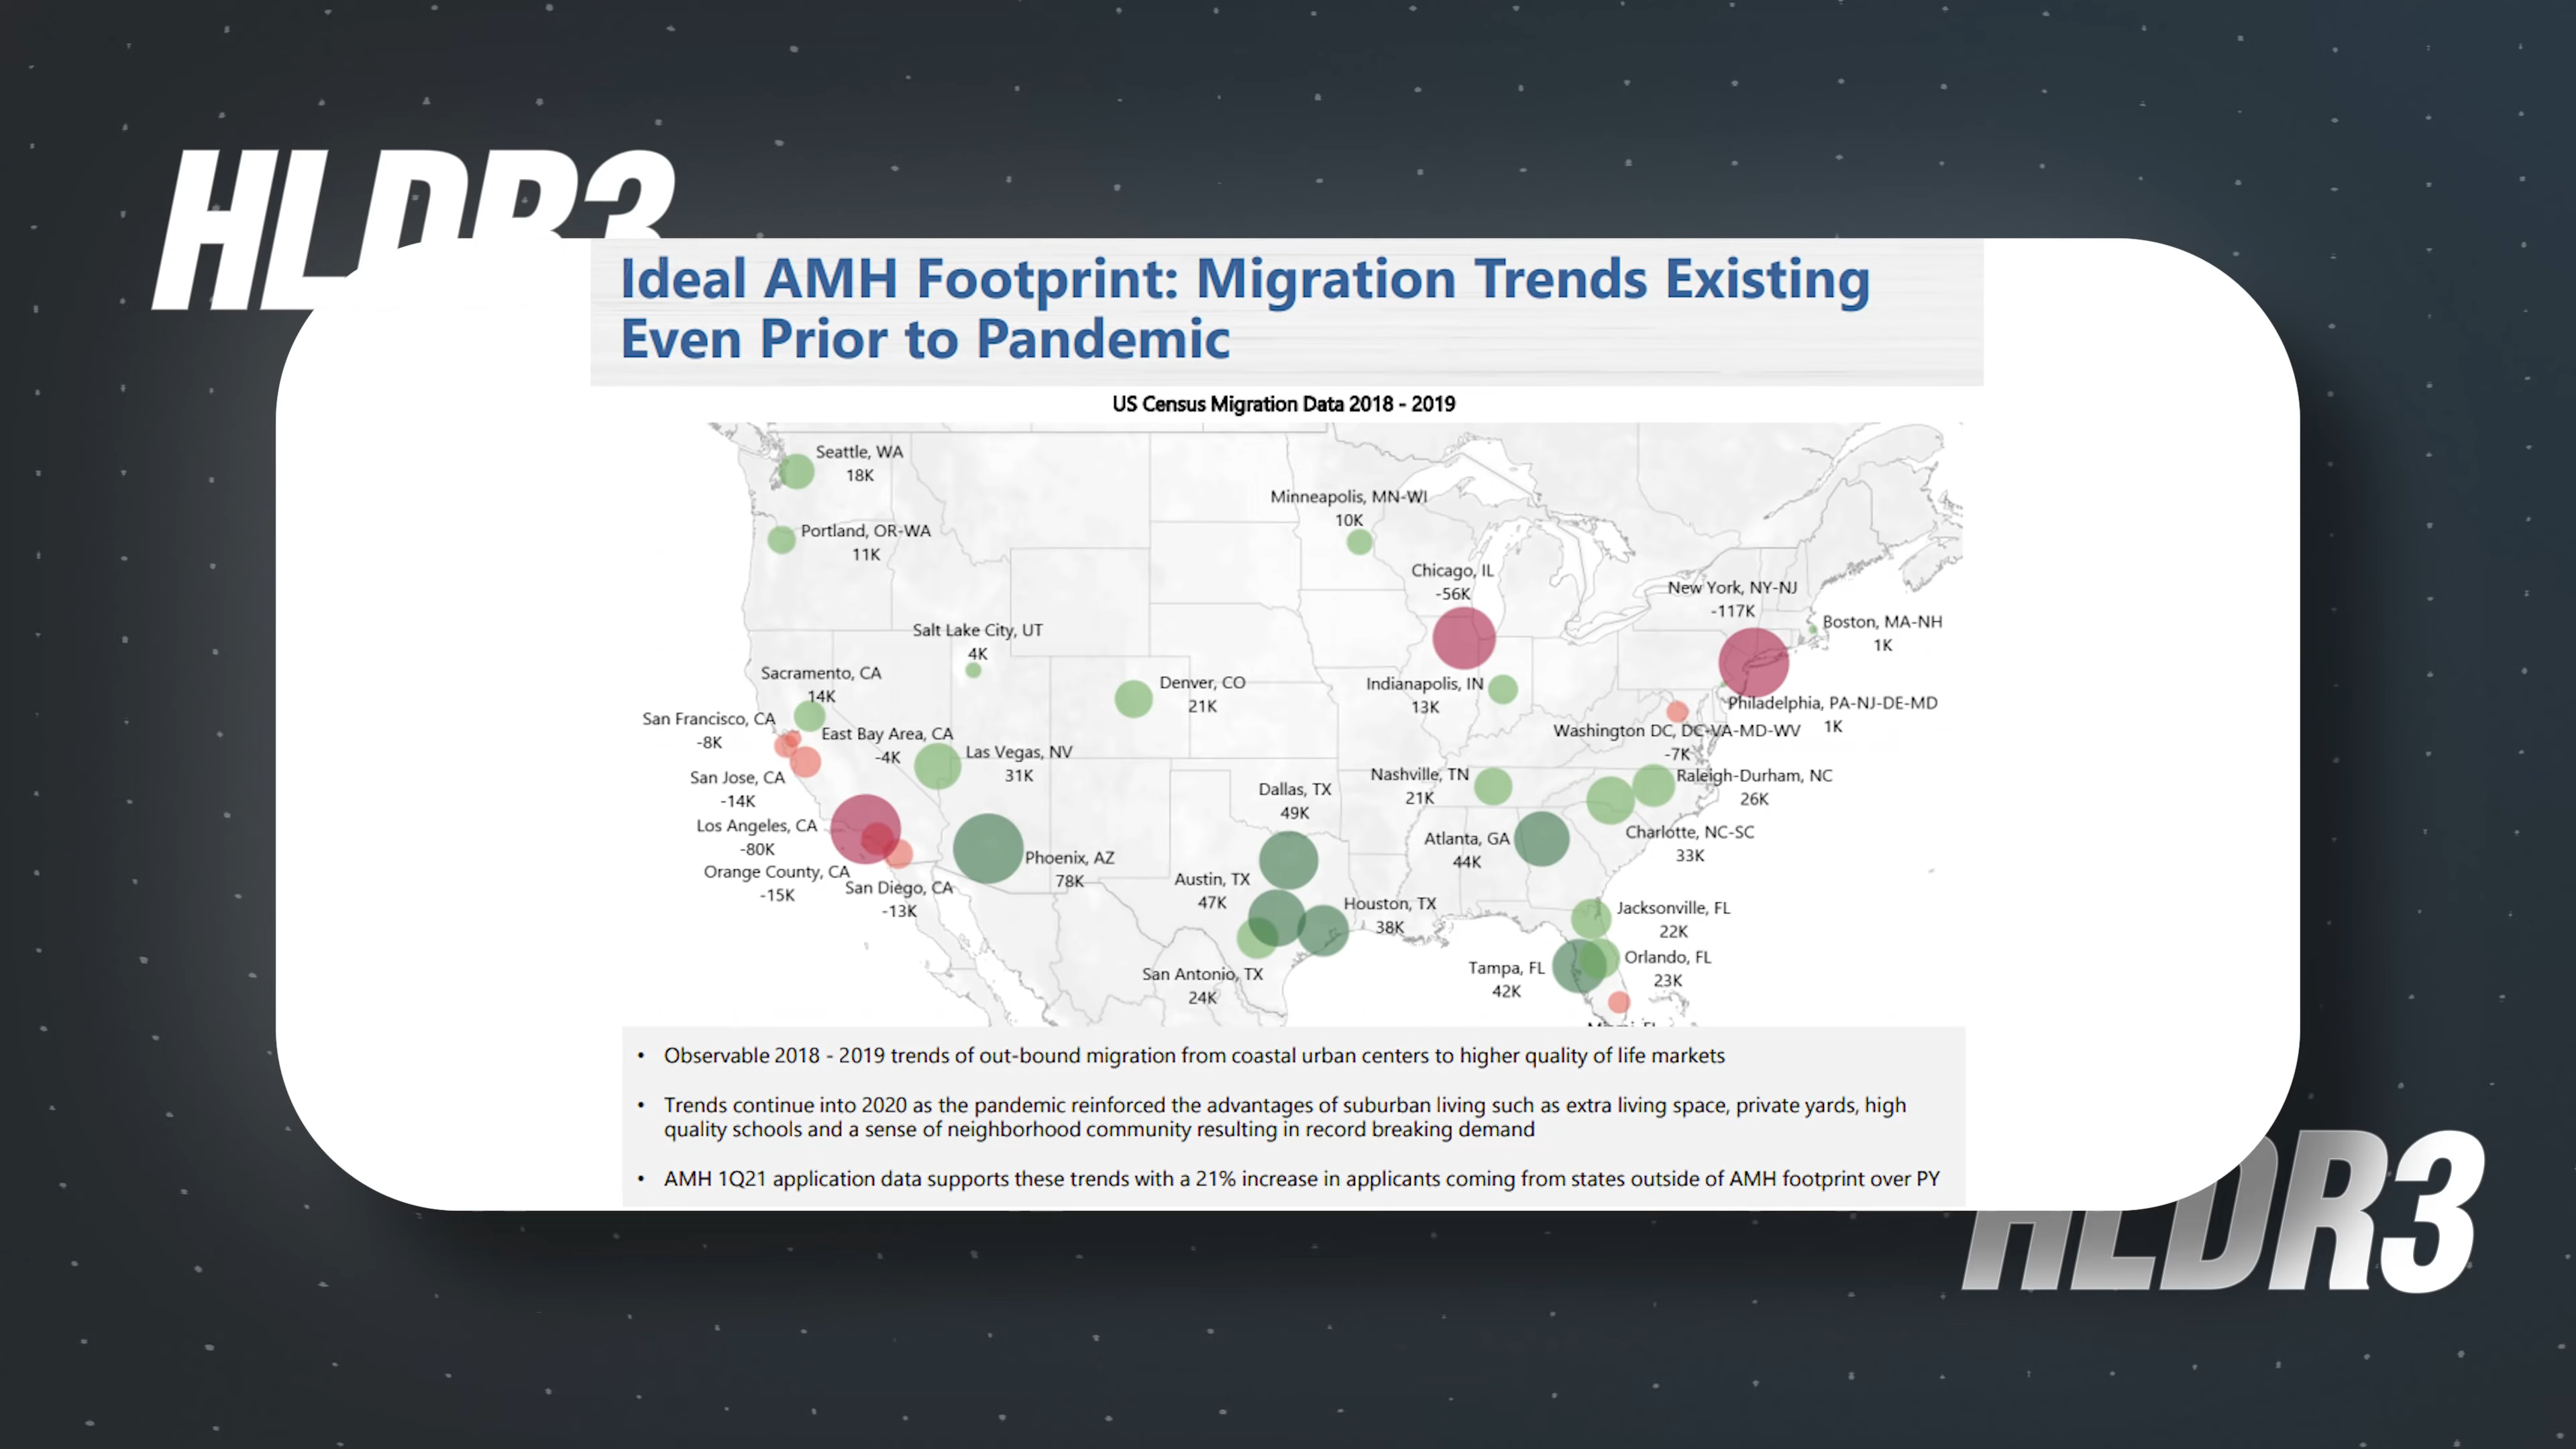 HLDR3
Ideal AMH Footprint: Migration Trends Existing
Even Prior to Pandemic
US Census Migration Data 2018 - 2019
Seattle, WA
18K
Portland, OR-WA
11K
Minneapolis, MN-WI
10K
Chicago, IL
-56K
New York, NY-NJ
-117K
Boston, MA-NH
1K
Salt Lake City, UT
4K
Sacramento, CA
14K
Denver, CO
21K
Indianapolis, IN
13K
Philadelphia, PA-NJ-DE-MD
1K
San Francisco, CA
-8K
East Bay Area, CA
-4K
Las Vegas, NV
31K
Washington DC, DC-VA-MD-WV
-7K
San Jose, CA
-14K
Nashville, TN
21K
Raleigh-Durham, NC
26K
Dallas, TX
49K
Los Angeles, CA
-80K
Charlotte, NC-SC
33K
Atlanta, GA
44K
Phoenix, AZ
78K
Orange County, CA
-15K
San Diego, CA
-13K
Austin, TX
47K
Houston, TX
38K
Jacksonville, FL
22K
San Antonio, TX
24K
Tampa, FL
42K
Orlando, FL
23K
• Observable 2018 - 2019 trends of out-bound migration from coastal urban centers to higher quality of life markets
• Trends continue into 2020 as the pandemic reinforced the advantages of suburban living such as extra living space, private yards, high
quality schools and a sense of neighborhood community resulting in record breaking demand
• AMH 1Q21 application data supports these trends with a 21% increase in applicants coming from states outside of AMH footprint over PY
HLDR3